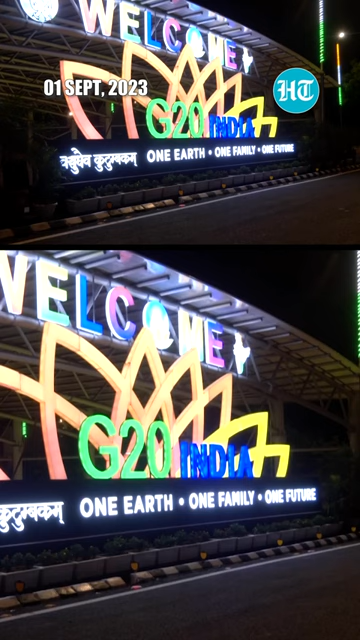 WELCOME
01 SEPT, 2023
HT
G20 INDIA
वसुधैव कुटुम्बकम् ONE EARTH • ONE FAMILY • ONE FUTURE
WELCOME
G20 INDIA
कुटुम्बकम् ONE EARTH • ONE FAMILY • ONE FUTURE